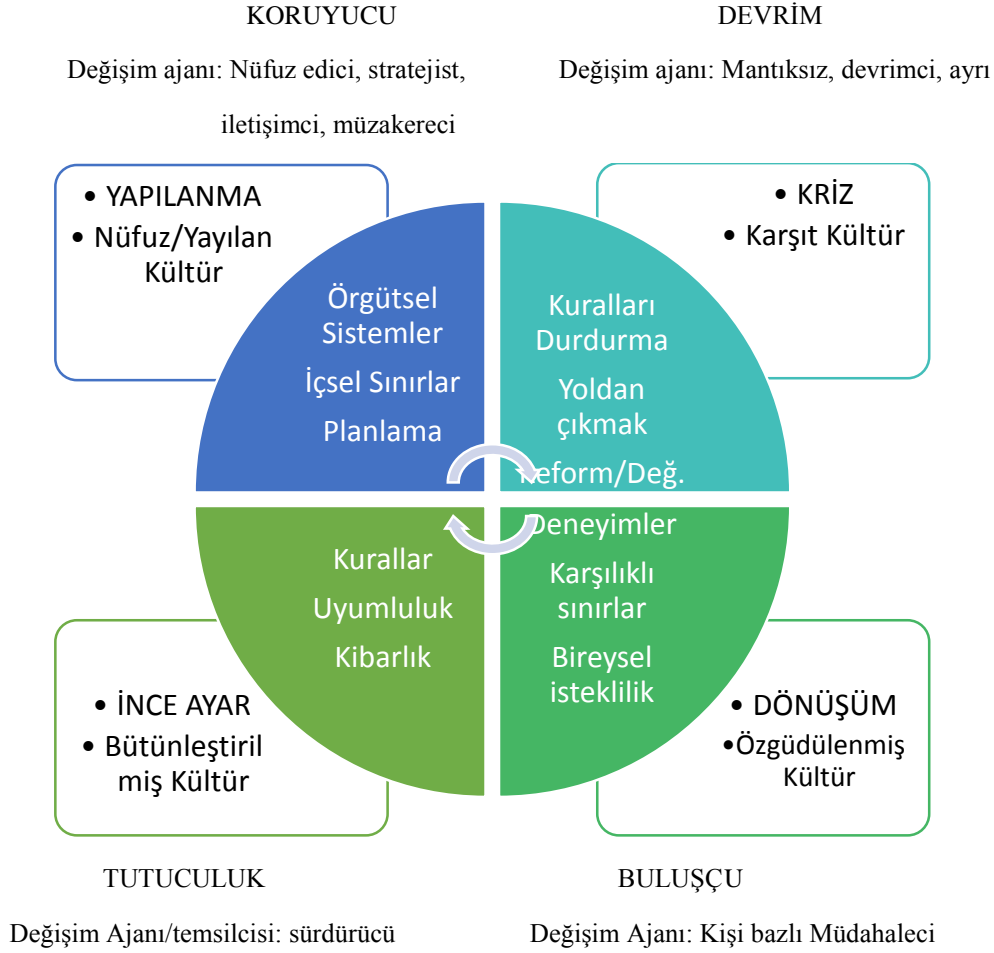 KORUYUCU
Değişim ajanı: Nüfuz edici, stratejist,
iletişimci, müzakereci
DEVRİM
Değişim ajanı: Mantıksız, devrimci, ayrı
• YAPILANMA
• Nüfuz/Yayılan
Kültür
• KRİZ
• Karşıt Kültür
Örgütsel
Sistemler
İçsel Sınırlar
Planlama
Kuralları
Durdurma
Yoldan
çıkmak
Reform/Değ.
Kurallar
Uyumluluk
Kibarlık
Deneyimler
Karşılıklı
sınırlar
Bireysel
isteklilik
• İNCE AYAR
• Bütünleştiril
miş Kültür
• DÖNÜŞÜM
•Özgüdülenmiş
Kültür
TUTUCULUK
Değişim Ajanı/temsilcisi: sürdürücü
BULUŞÇU
Değişim Ajanı: Kişi bazlı Müdahaleci